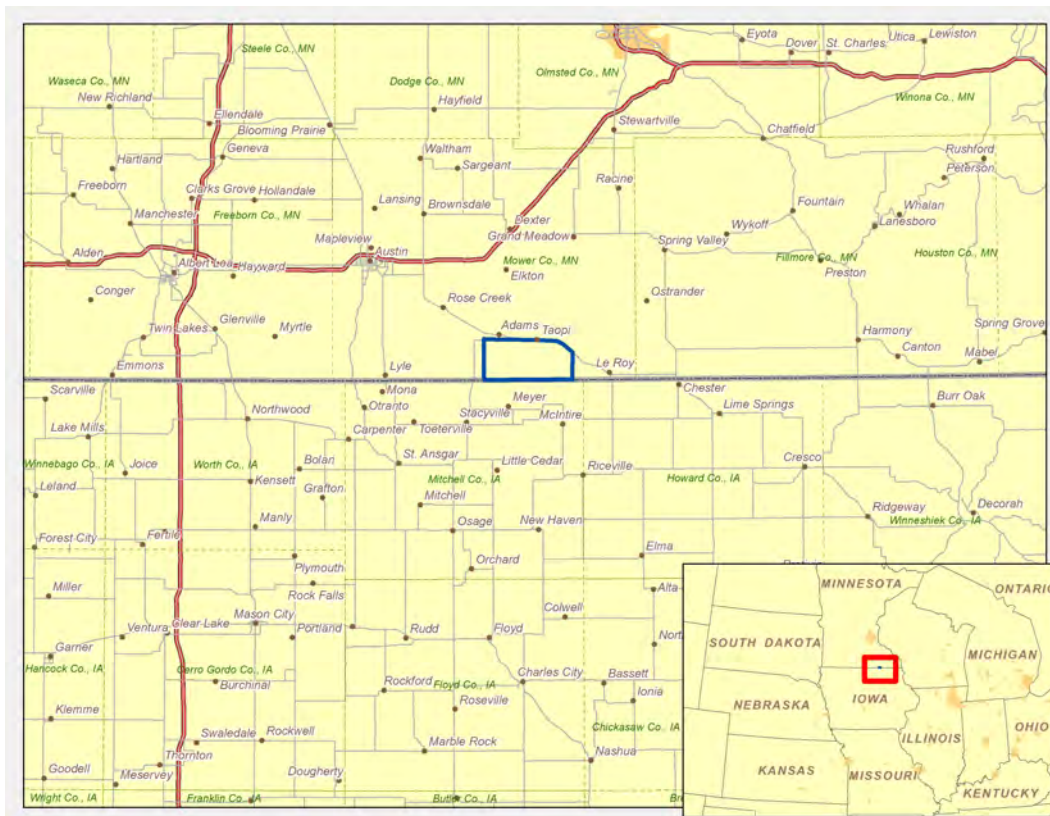 Steele Co., MN
Eyota
Dover
St. Charles
Utica
Lewiston
Waseca Co., MN
Dodge Co., MN
Olmsted Co., MN
Winona Co., MN
New Richland
Ellendale
Hayfield
Blooming Prairie
Stewartville
Chatfield
Geneva
Waltham
Sargeant
Rushford
Hartland
Peterson
Freeborn
Clarks Grove
Hollandale
Racine
Lansing
Brownsdale
Whalan
Manchester
Freeborn Co., MN
Dexter
Fountain
Lanesboro
Wykoff
Mapleview
Grand Meadow
Austin
Spring Valley
Alden
Mower Co., MN
Fillmore Co., MN
Houston Co., MN
Albert Lea
Hayward
Elkton
Preston
Conger
Rose Creek
Ostrander
Twin Lakes
Glenville
Myrtle
Adams
Taopi
Harmony
Spring Grove
Canton
Mabel
Emmons
Lyle
Le Roy
Scarville
Mona
Chester
Otranto
Meyer
Burr Oak
Northwood
Stacyville
McIntire
Lime Springs
Lake Mills
Carpenter
Toeterville
Winnebago Co., IA
Joice
Worth Co., IA
Bolan
St. Ansgar
Little Cedar
Riceville
Cresco
Leland
Kensett
Mitchell Co., IA
Howard Co., IA
Grafton
Mitchell
Decorah
Ridgeway
Winneshiek Co., IA
Manly
Osage
New Haven
Forest City
Fertile
Elma
Plymouth
Orchard
Miller
Rock Falls
Alta
Colwell
Mason City
Ventura
Clear Lake
Portland
Rudd
Floyd
North
Garner
Hancock Co., IA
Cerro Gordo Co., IA
Charles City
Bassett
Burchinal
Rockford
Floyd Co., IA
Ionia
Klemme
Roseville
Chickasaw Co., IA
Swaledale
Rockwell
Marble Rock
Nashua
Thornton
Goodell
Meservey
Dougherty
Wright Co., IA
Franklin Co., IA
Butler Co., IA
MINNESOTA
ONTARIO
SOUTH DAKOTA
MICHIGAN
IOWA
NEBRASKA
OHIO
ILLINOIS
KANSAS
MISSOURI
KENTUCKY